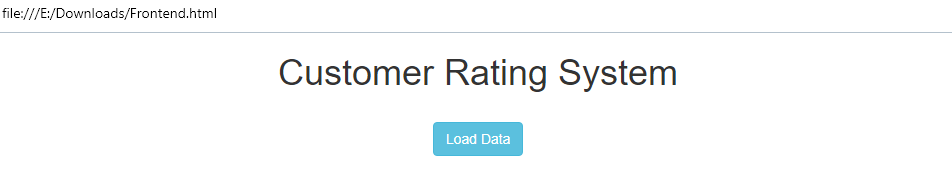 file:///E:/Downloads/Frontend.html
Customer Rating System
Load Data